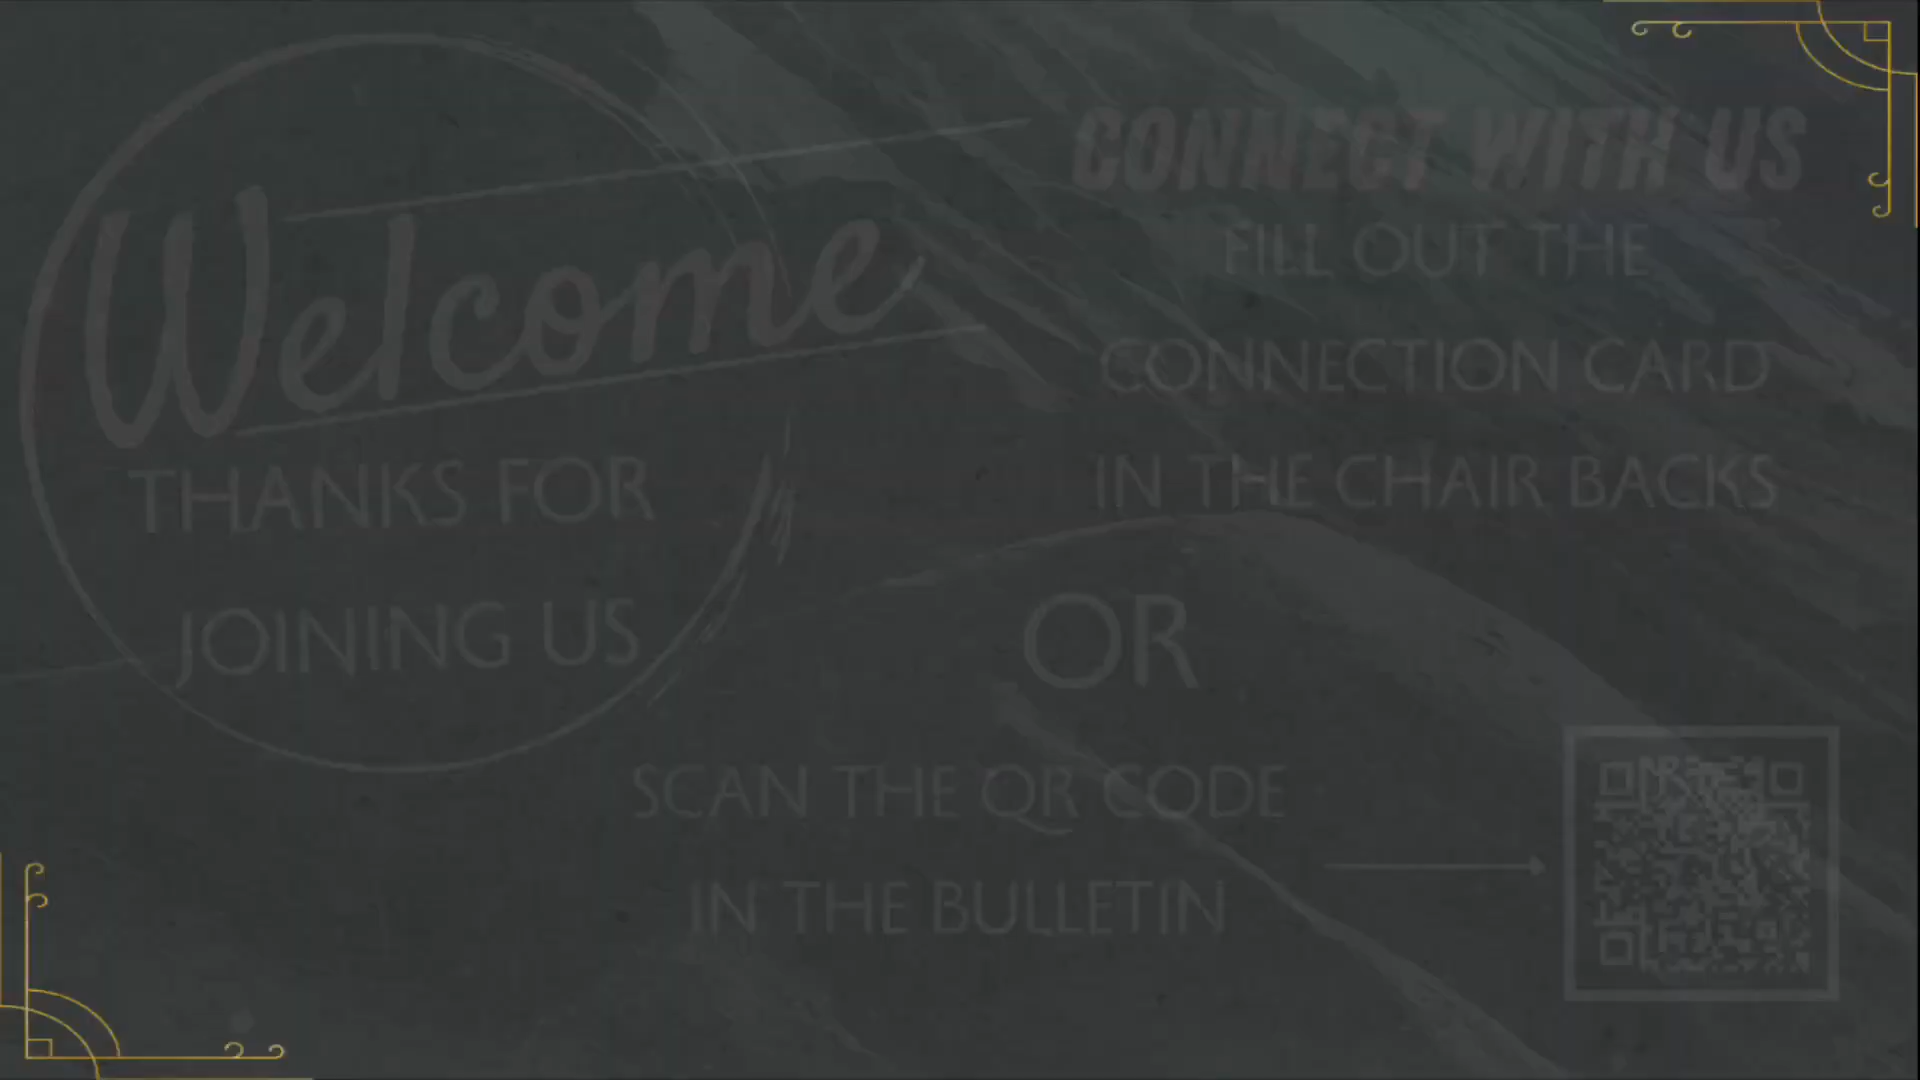 Welcome
THANKS FOR
JOINING US
CONNECT WITH US
FILL OUT THE
CONNECTION CARD
IN THE CHAIR BACKS
OR
SCAN THE QR CODE
IN THE BULLETIN